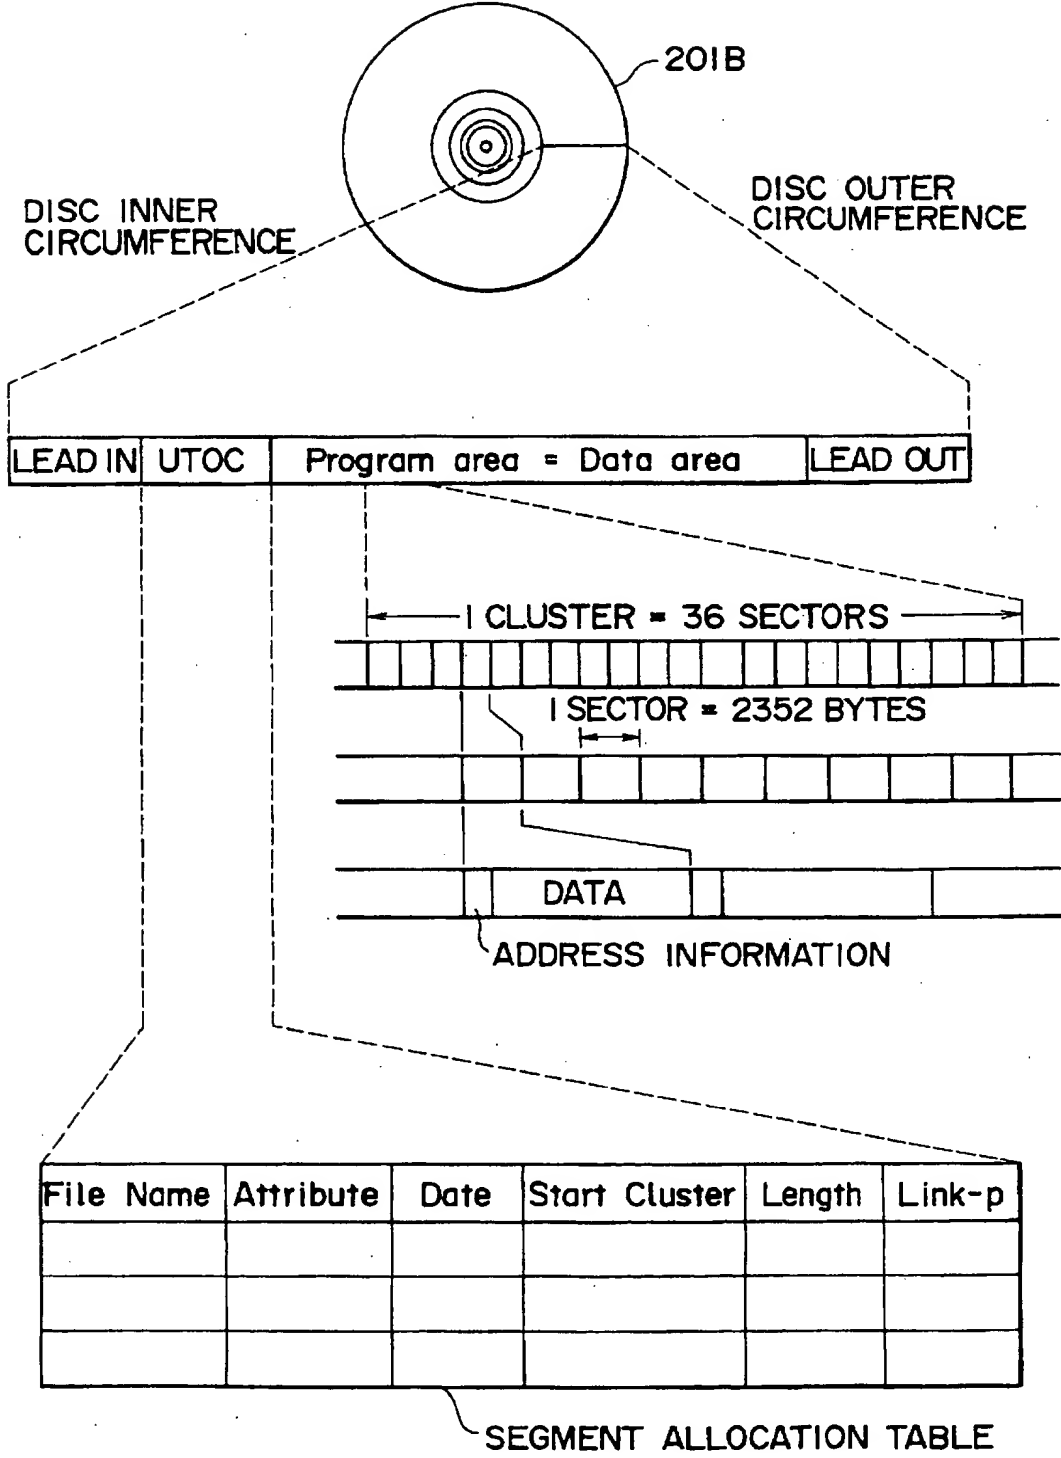 201B
DISC INNER
CIRCUMFERENCE
DISC OUTER
CIRCUMFERENCE
LEAD IN
UTOC
Program area = Data area
LEAD OUT
1 CLUSTER = 36 SECTORS
1 SECTOR = 2352 BYTES
DATA
ADDRESS INFORMATION
File Name
Attribute
Date
Start Cluster
Length
Link-p
SEGMENT ALLOCATION TABLE